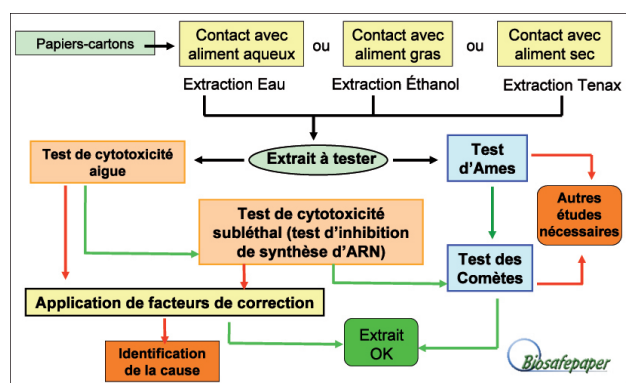 Papiers-cartons
Contact avec
aliment aqueux
ou
Contact avec
aliment gras
ou
Contact avec
aliment sec
Extraction Eau
Extraction Éthanol
Extraction Tenax
Test de cytotoxicité
aigue
Extrait à tester
Test
d'Ames
Autres
études
nécessaires
Test de cytotoxicité
subléthal (test d'inhibition
de synthèse d'ARN)
Test des
Comètes
Application de facteurs de correction
Identification
de la cause
Extrait
OK
Biosafepaper